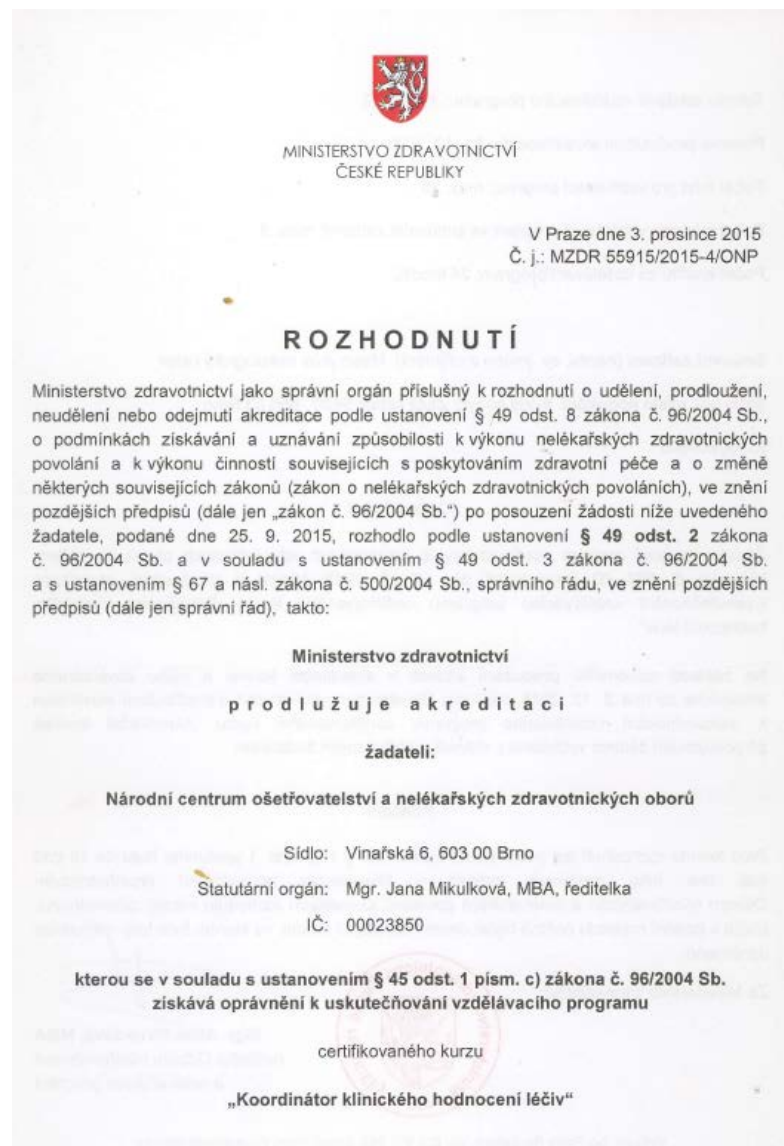 MINISTERSTVO ZDRAVOTNICTVÍ
ČESKÉ REPUBLIKY
V Praze dne 3. prosince 2015
Č. j.: MZDR 55915/2015-4/ONP
ROZHODNUTÍ
Ministerstvo zdravotnictví jako správní orgán příslušný k rozhodnutí o udělení, prodloužení,
neudělení nebo odejmutí akreditace podle ustanovení § 49 odst. 8 zákona č. 96/2004 Sb.,
o podmínkách získávání a uznávání způsobilosti k výkonu nelékařských zdravotnických
povolání a k výkonu činností souvisejících s poskytováním zdravotní péče a o změně
některých souvisejících zákonů (zákon o nelékařských zdravotnických povoláních), ve znění
pozdějších předpisů (dále jen „zákon č. 96/2004 Sb.“) po posouzení žádosti níže uvedeného
žadatele, podané dne 25. 9. 2015, rozhodlo podle ustanovení § 49 odst. 2 zákona
č. 96/2004 Sb. a v souladu s ustanovením § 49 odst. 3 zákona č. 96/2004 Sb.
a s ustanovením § 67 a násl. zákona č. 500/2004 Sb., správního řádu, ve znění pozdějších
předpisů (dále jen správní řád), takto:
Ministerstvo zdravotnictví
prodlužuje akreditac
žadateli:
Národní centrum ošetřovatelství a nelékařských zdravotnických oborů
Sídlo: Vinařská 6, 603 00 Brno
Statutární orgán: Mgr. Jana Mikulková, MBA, ředitelka
IČ: 00023850
kterou se v souladu s ustanovením § 45 odst. 1 písm. c) zákona č. 96/2004 Sb.
získává oprávnění k uskutečňování vzdělávacího programu
certifikovaného kurzu
„Koordinátor klinického hodnocení léčiv“